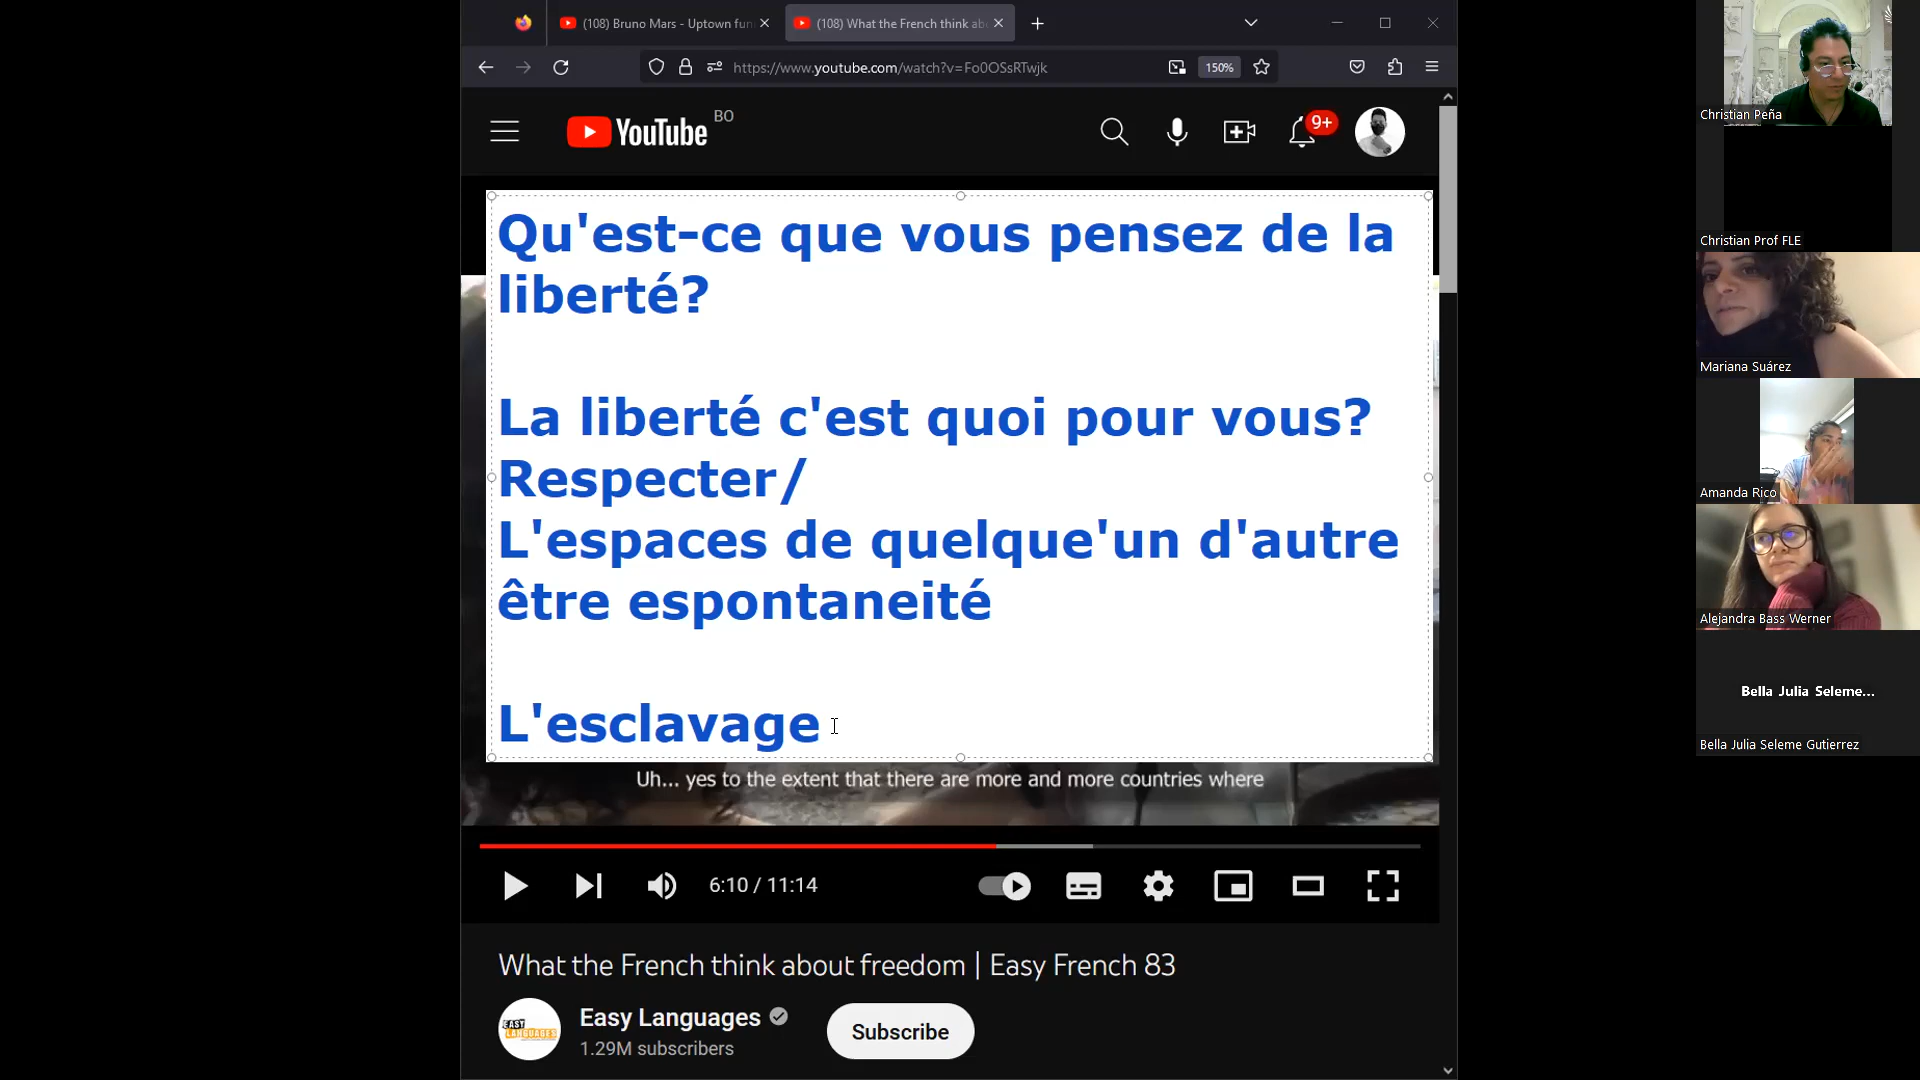 (108) Bruno Mars - Uptown fun
(108) What the French think ab
https://www.youtube.com/watch?v=Fo0OSsRTwjk
150%
YouTube BO
9+
Qu'est-ce que vous pensez de la
liberté?
La liberté c'est quoi pour vous?
Respecter/
L'espaces de quelque'un d'autre
être espontaneité
L'esclavage
Uh... yes to the extent that there are more and more countries where
6:10 / 11:14
What the French think about freedom | Easy French 83
EASY
LANGUAGES
Easy Languages
1.29M subscribers
Subscribe
Christian Peña
Christian Prof FLE
Mariana Suárez
Amanda Rico
Alejandra Bass Werner
Bella Julia Seleme...
Bella Julia Seleme Gutierrez